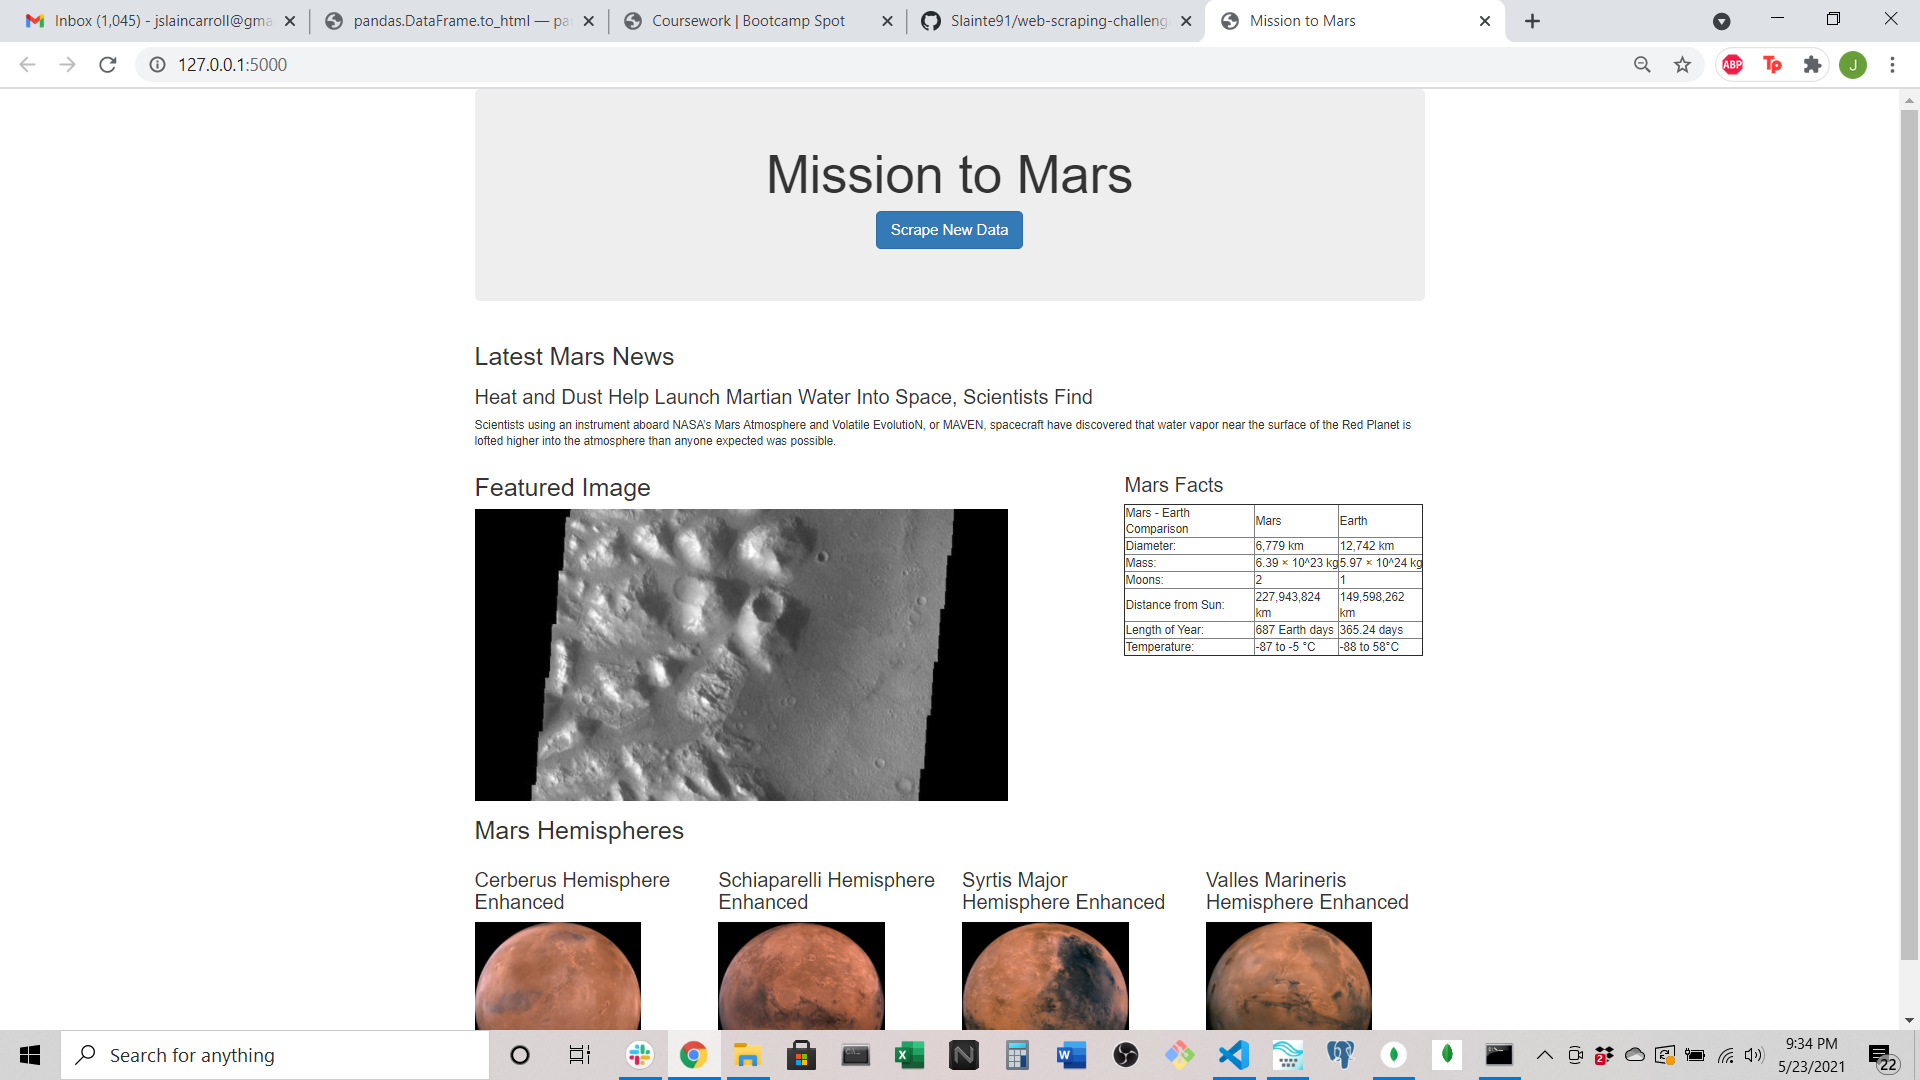 Inbox (1,045) - jslaincarroll@gma
pandas.DataFrame.to_html — pa
Coursework | Bootcamp Spot
Slainte91/web-scraping-challeng
Mission to Mars
127.0.0.1:5000
ABP
Tp
J
Mission to Mars
Scrape New Data
Latest Mars News
Heat and Dust Help Launch Martian Water Into Space, Scientists Find
Scientists using an instrument aboard NASA's Mars Atmosphere and Volatile EvolutioN, or MAVEN, spacecraft have discovered that water vapor near the surface of the Red Planet is
lofted higher into the atmosphere than anyone expected was possible.
Featured Image
Mars Facts
Mars - Earth
Comparison
Mars
Earth
Diameter:
6,779 km
12,742 km
Mass:
6.39 × 10^23 kg
5.97 × 10^24 kg
Moons:
2
1
Distance from Sun:
227,943,824
km
149,598,262
km
Length of Year:
687 Earth days
365.24 days
Temperature:
-87 to -5 °C
-88 to 58°C
Mars Hemispheres
Cerberus Hemisphere
Enhanced
Schiaparelli Hemisphere
Enhanced
Syrtis Major
Hemisphere Enhanced
Valles Marineris
Hemisphere Enhanced
Search for anything
9:34 PM
5/23/2021
22